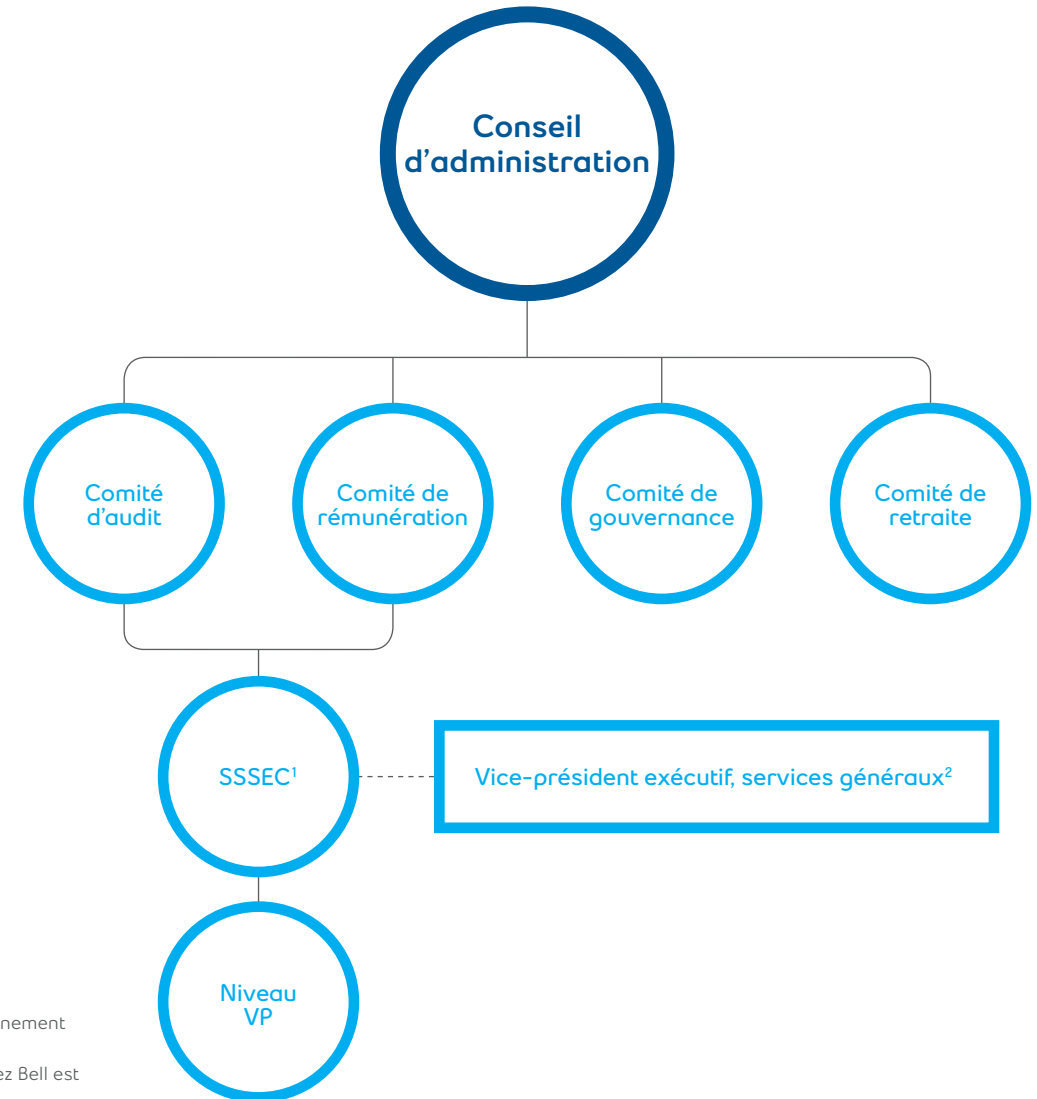 Conseil
d'administration
Comité
d'audit
Comité de
rémunération
Comité de
gouvernance
Comité de
retraite
SSSEC¹
Vice-président exécutif, services généraux²
Niveau
VP
nement
ez Bell est